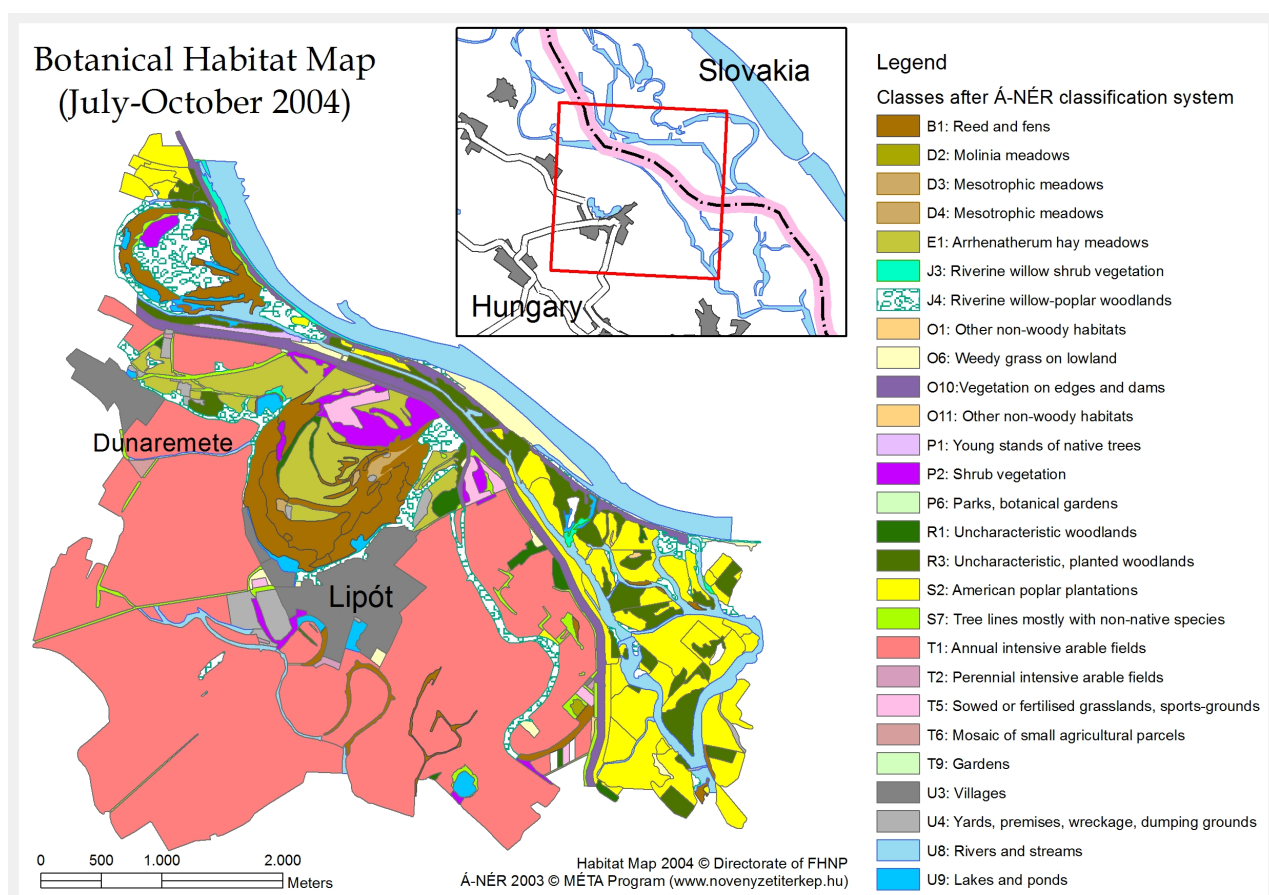 Botanical Habitat Map
(July-October 2004)
Slovakia
Hungary
Dunaremete
Lipót
0 500 1.000 2.000
Meters
Legend
Classes after Á-NÉR classification system
B1: Reed and fens
D2: Molinia meadows
D3: Mesotrophic meadows
D4: Mesotrophic meadows
E1: Arrhenatherum hay meadows
J3: Riverine willow shrub vegetation
J4: Riverine willow-poplar woodlands
O1: Other non-woody habitats
O6: Weedy grass on lowland
O10:Vegetation on edges and dams
O11: Other non-woody habitats
P1: Young stands of native trees
P2: Shrub vegetation
P6: Parks, botanical gardens
R1: Uncharacteristic woodlands
R3: Uncharacteristic, planted woodlands
S2: American poplar plantations
S7: Tree lines mostly with non-native species
T1: Annual intensive arable fields
T2: Perennial intensive arable fields
T5: Sowed or fertilised grasslands, sports-grounds
T6: Mosaic of small agricultural parcels
T9: Gardens
U3: Villages
U4: Yards, premises, wreckage, dumping grounds
U8: Rivers and streams
U9: Lakes and ponds
Habitat Map 2004 © Directorate of FHNP
Á-NÉR 2003 © MÉTA Program (www.novenyzetiterkep.hu)